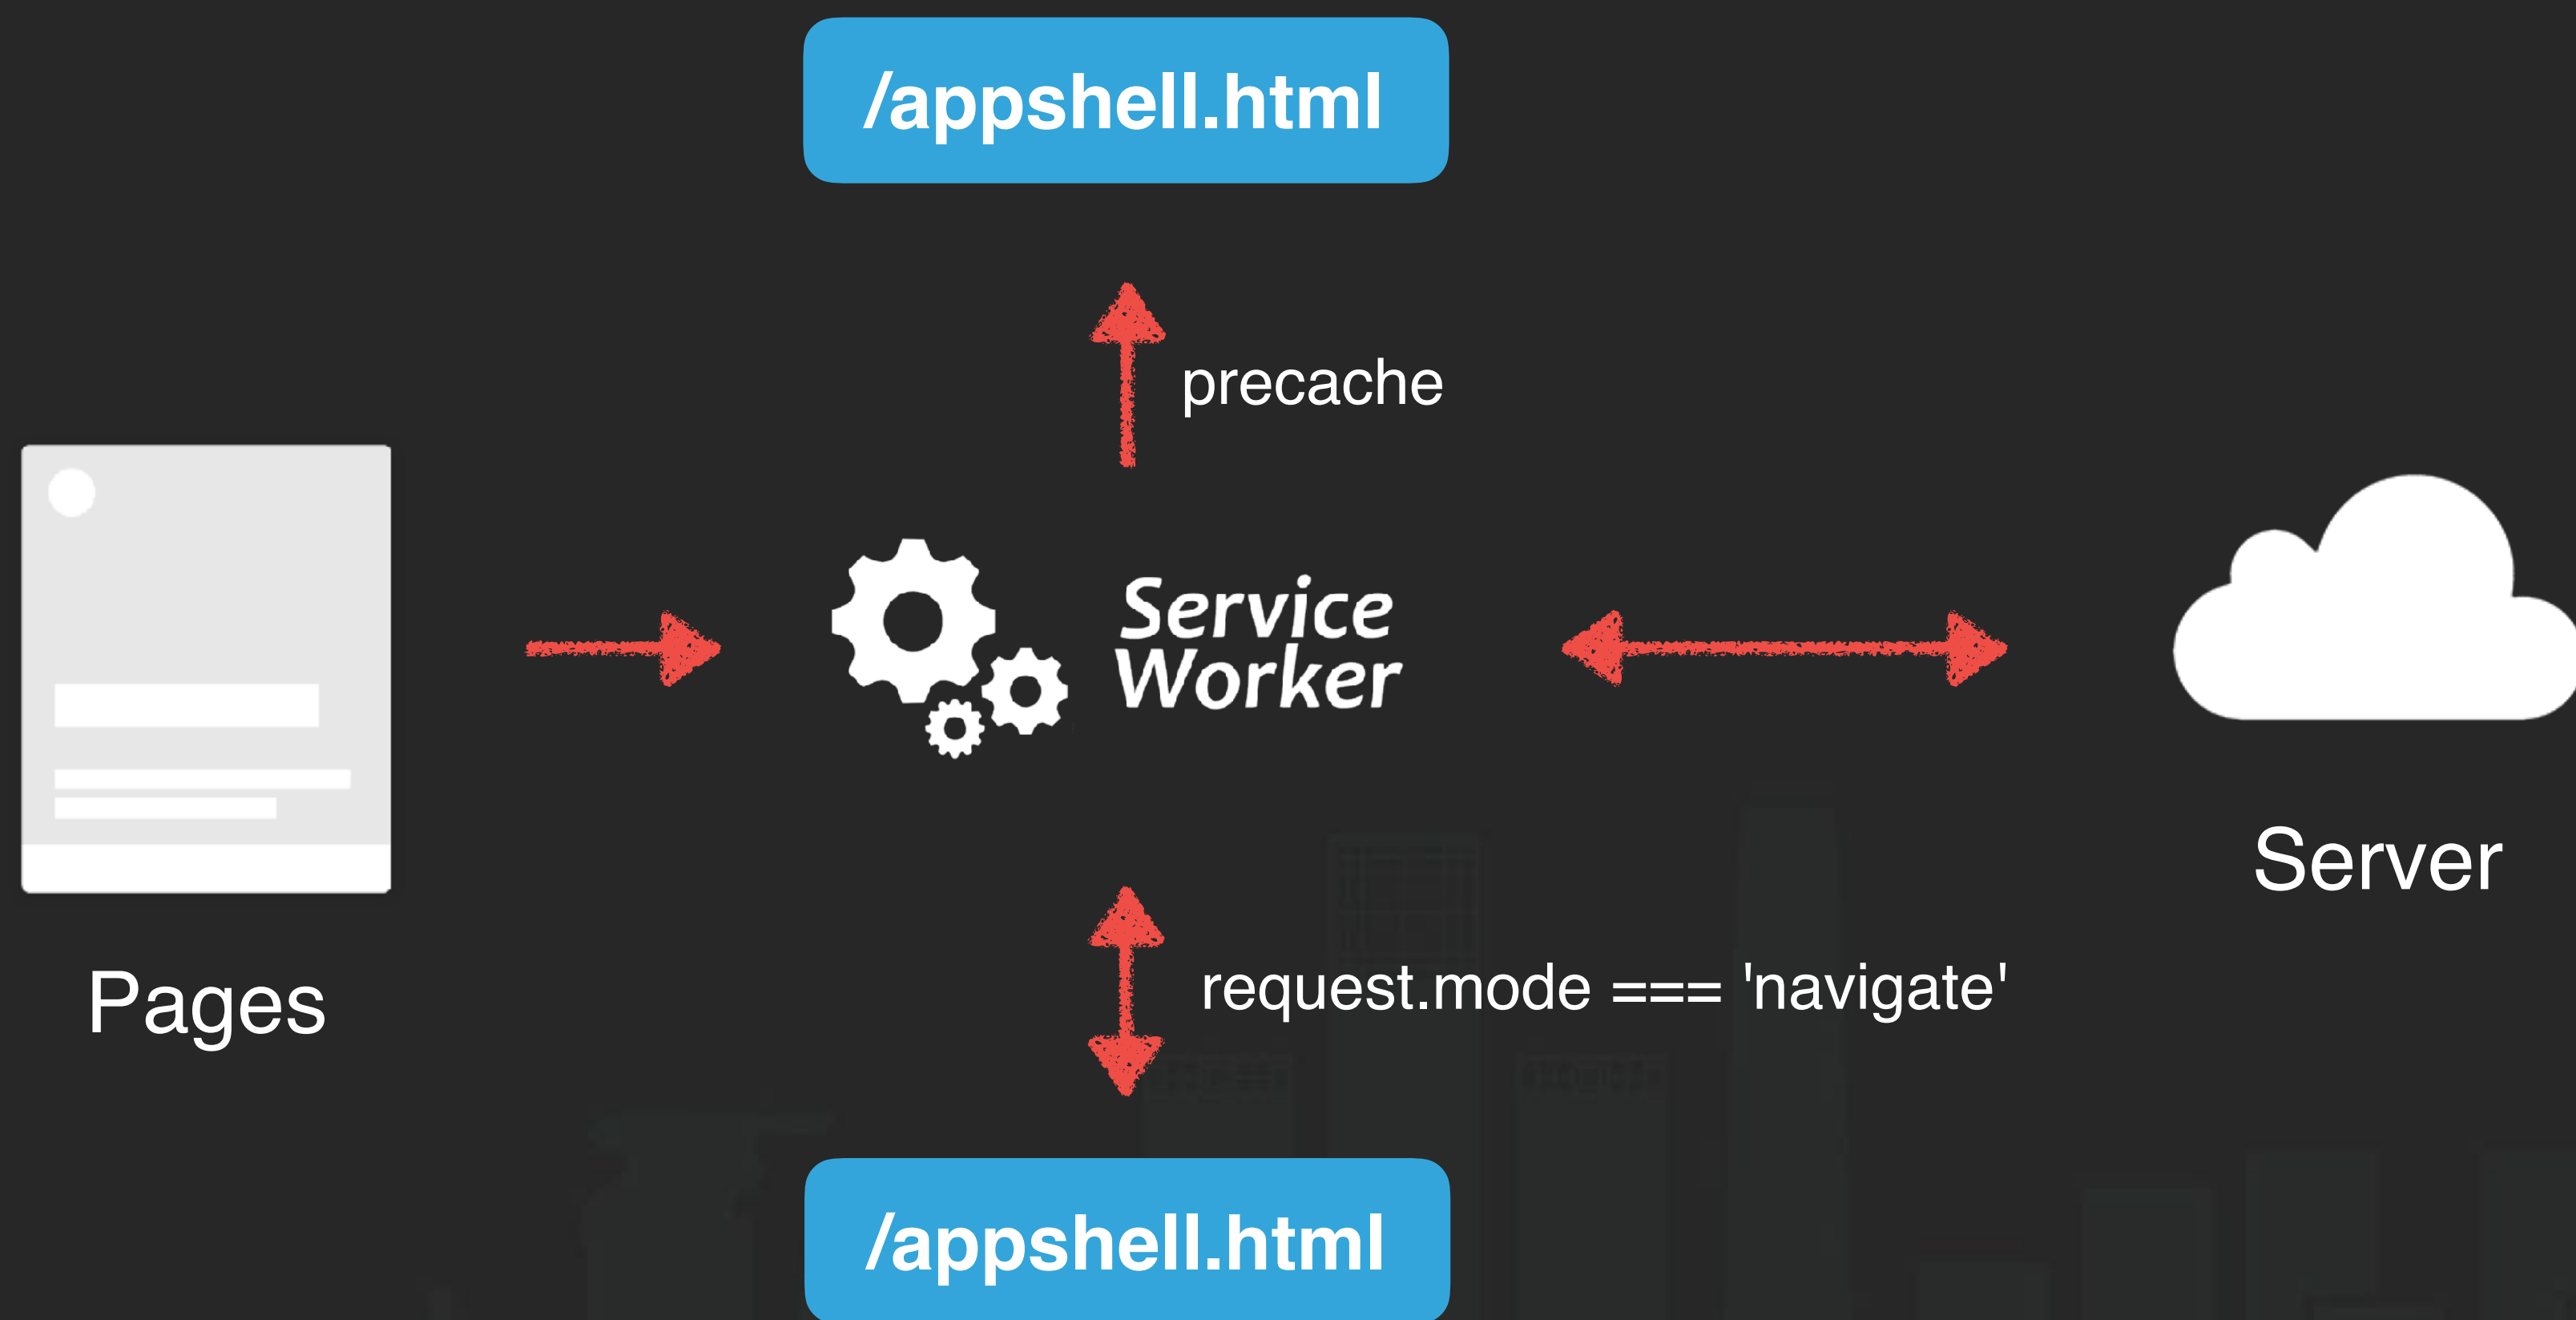 /appshell.html
precache
Service
Worker
Server
Pages
request.mode === 'navigate'
/appshell.html